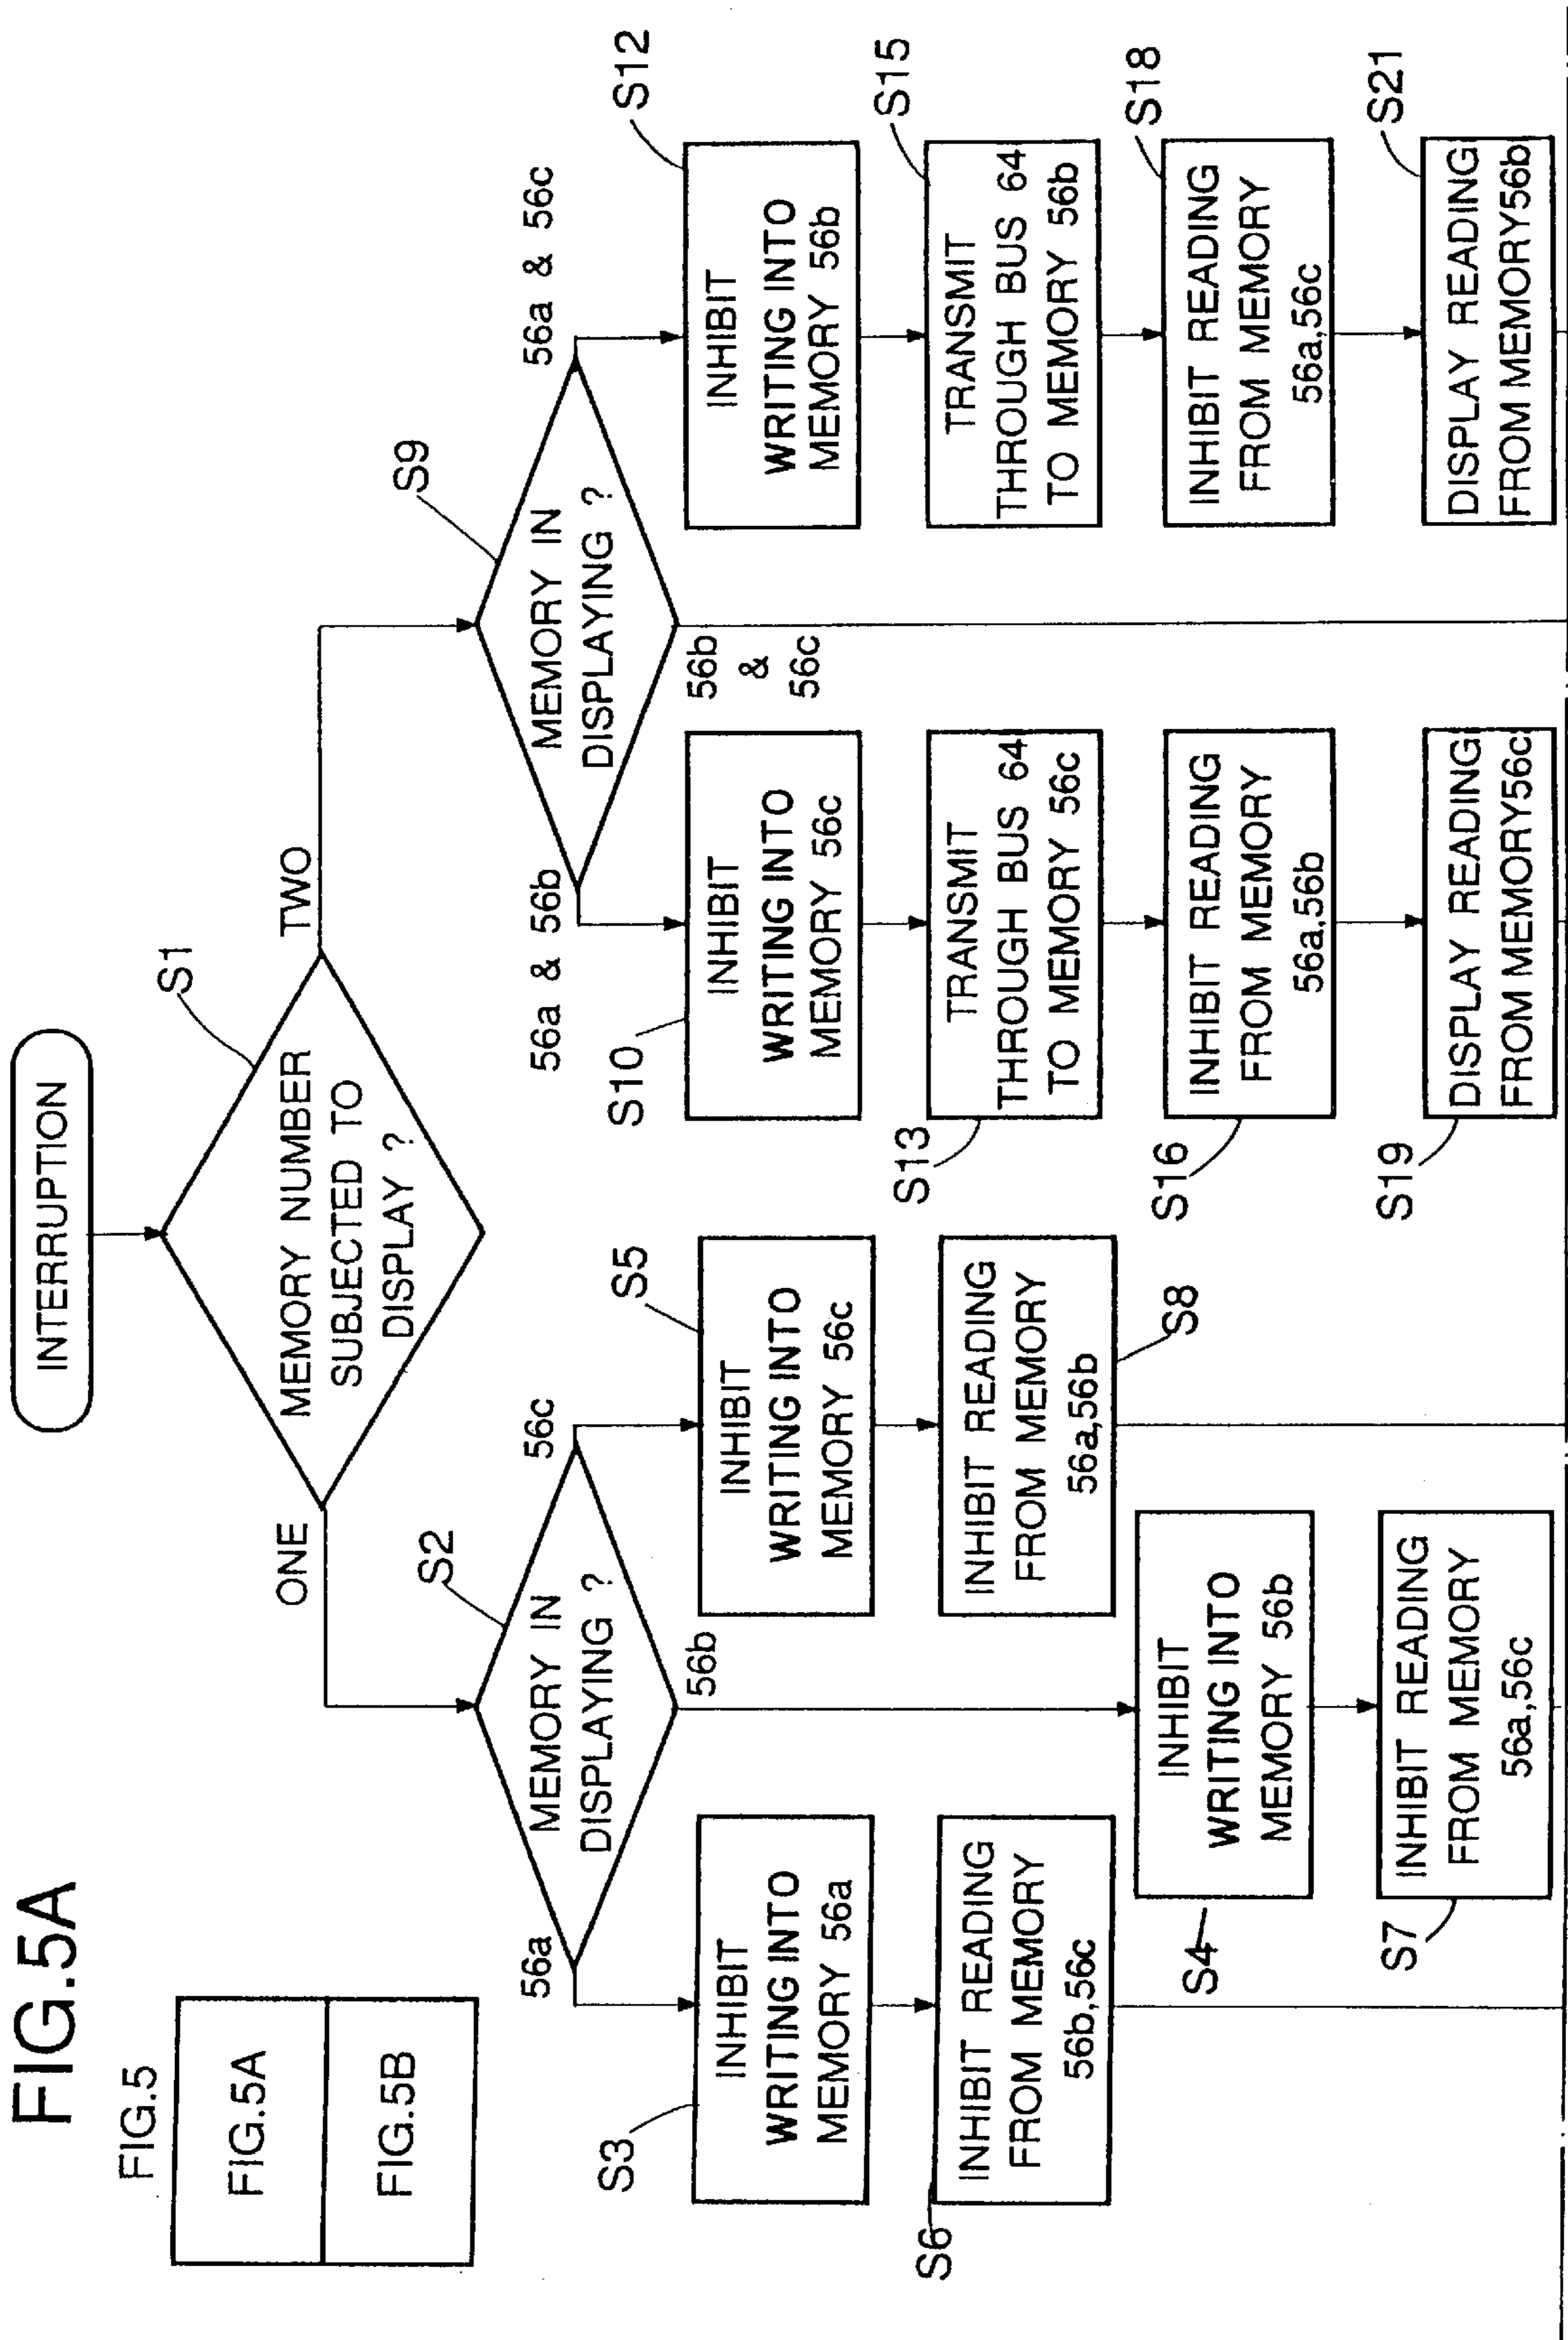 FIG.5A
FIG.5
FIG.5A
FIG.5B
INTERRUPTION
S1
MEMORY NUMBER
SUBJECTED TO
DISPLAY ?
ONE
TWO
S2
MEMORY IN
DISPLAYING ?
56a
56b
56c
S9
MEMORY IN
DISPLAYING ?
56a & 56b
56b
&
56c
56a & 56c
S3
INHIBIT
WRITING INTO
MEMORY 56a
S5
INHIBIT
WRITING INTO
MEMORY 56c
S10
INHIBIT
WRITING INTO
MEMORY 56c
S12
INHIBIT
WRITING INTO
MEMORY 56b
S6
INHIBIT READING
FROM MEMORY
56b,56c
S8
INHIBIT READING
FROM MEMORY
56a,56b
S13
TRANSMIT
THROUGH BUS 64
TO MEMORY 56c
S15
TRANSMIT
THROUGH BUS 64
TO MEMORY 56b
S4
INHIBIT
WRITING INTO
MEMORY 56b
S16
INHIBIT READING
FROM MEMORY
56a,56b
S18
INHIBIT READING
FROM MEMORY
56a,56c
S7
INHIBIT READING
FROM MEMORY
56a,56c
S19
DISPLAY READING
FROM MEMORY56c
S21
DISPLAY READING
FROM MEMORY56b